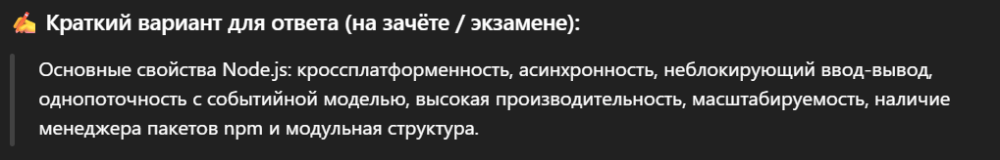 ✍️ Краткий вариант для ответа (на зачёте / экзамене):
Основные свойства Node.js: кроссплатформенность, асинхронность, неблокирующий ввод-вывод,
однопоточность с событийной моделью, высокая производительность, масштабируемость, наличие
менеджера пакетов npm и модульная структура.